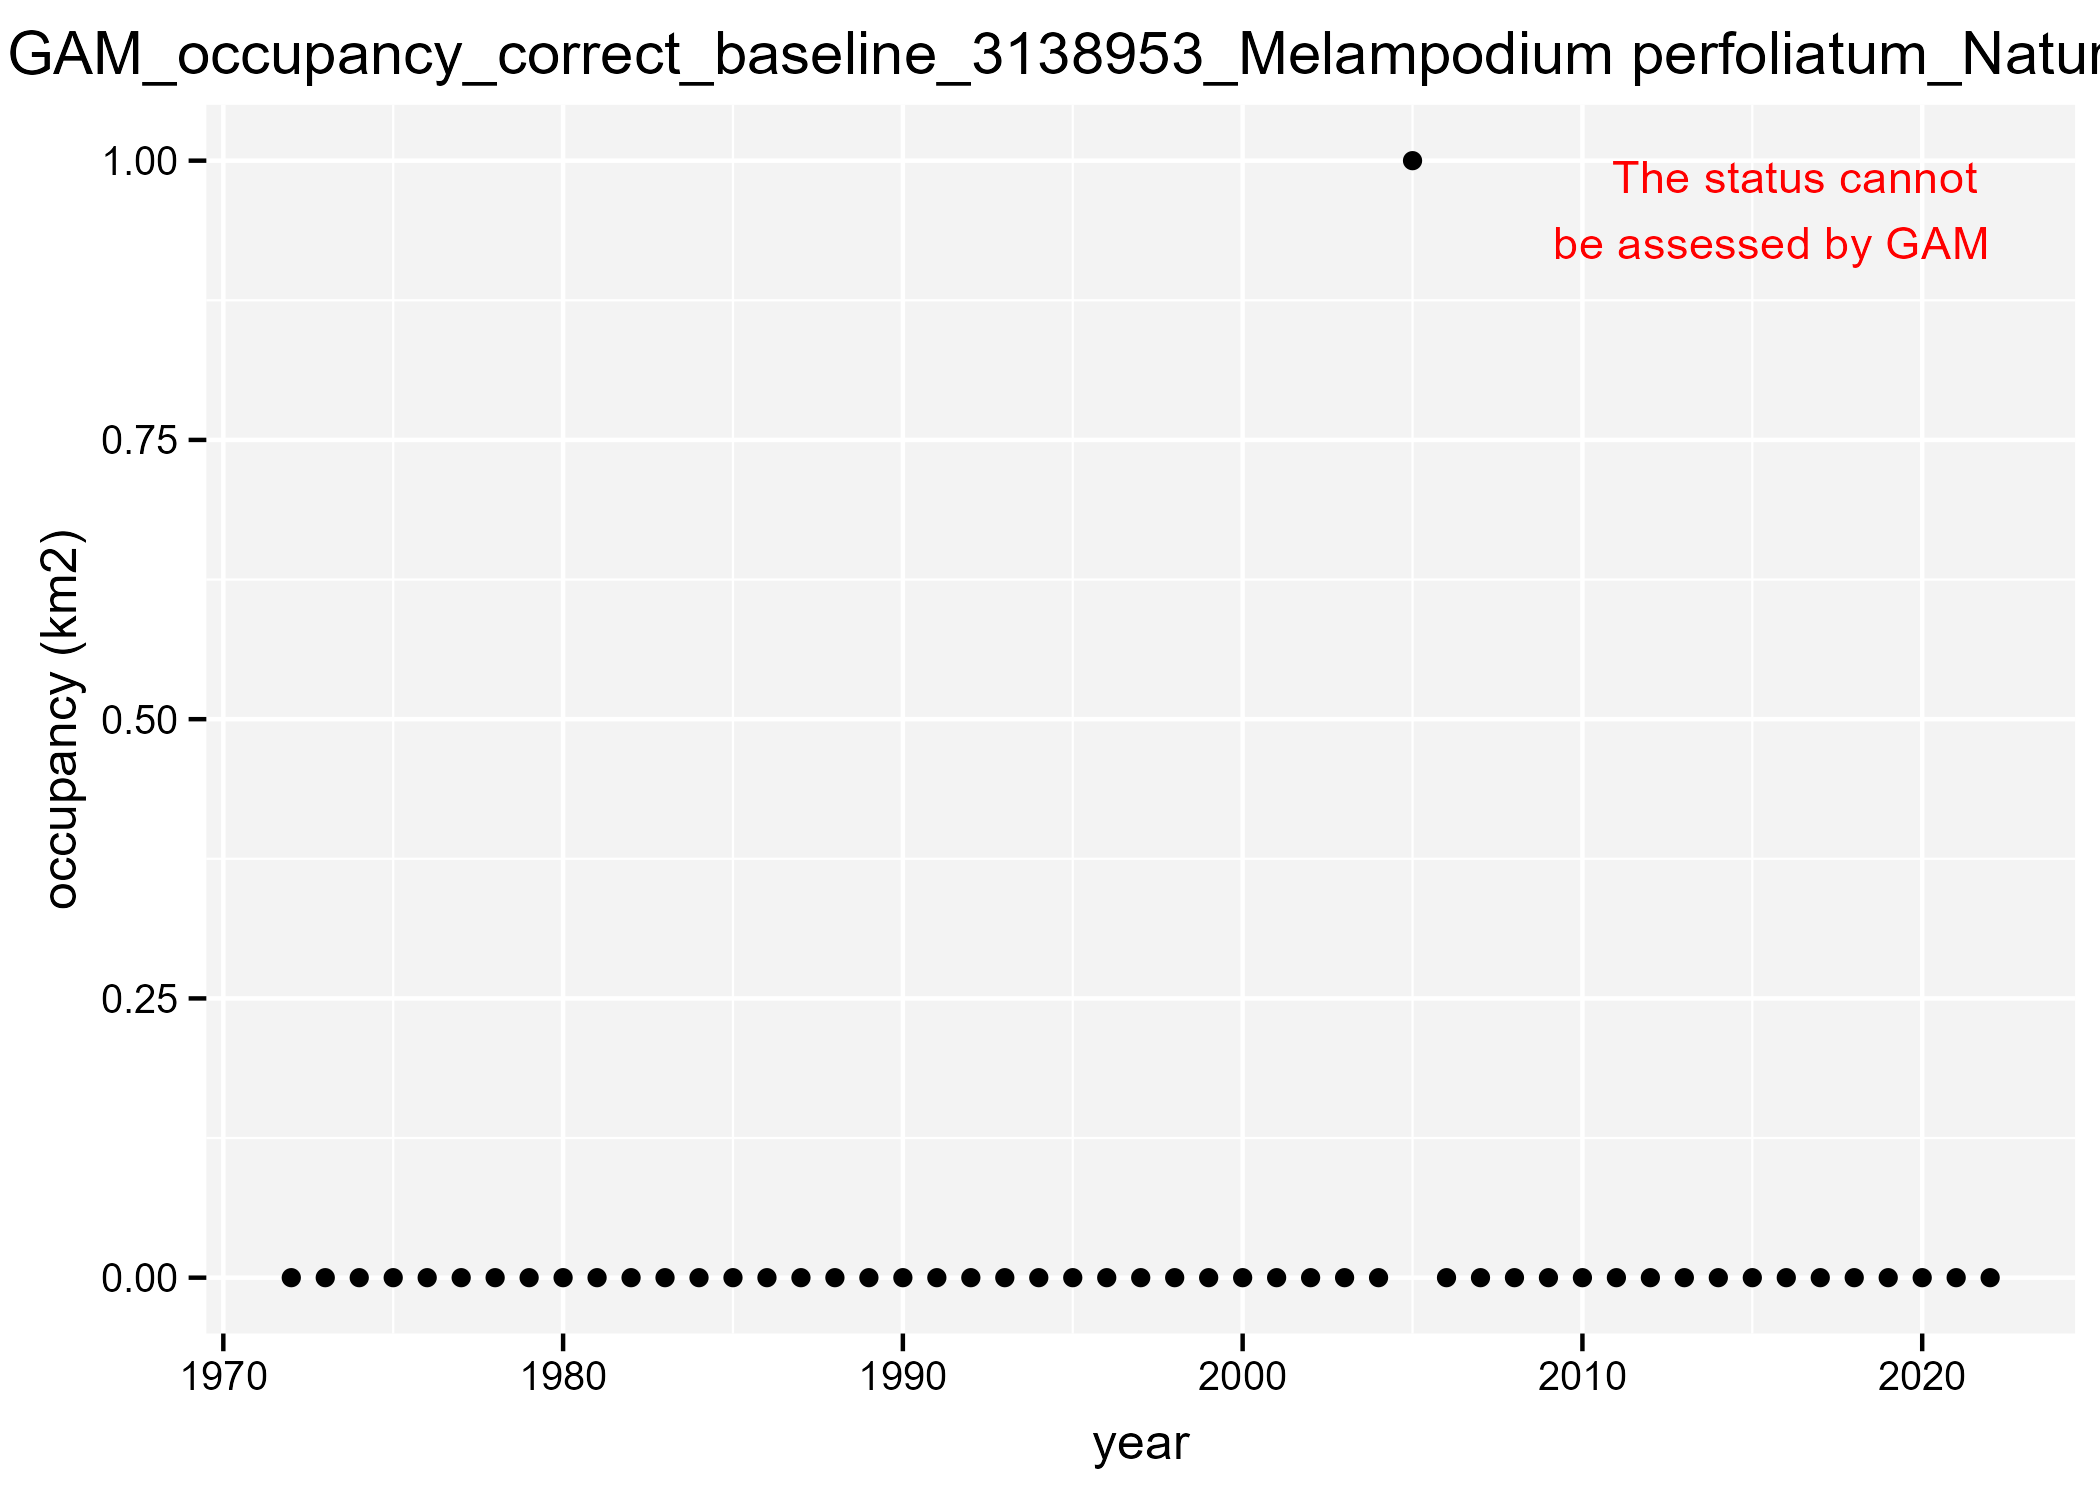 GAM_occupancy_correct_baseline_3138953_Melampodium perfoliatum_Natur
1.00
The status cannot
be assessed by GAM
0.75
occupancy (km2)
0.50
0.25
0.00
1970 1980 1990 2000 2010 2020
year